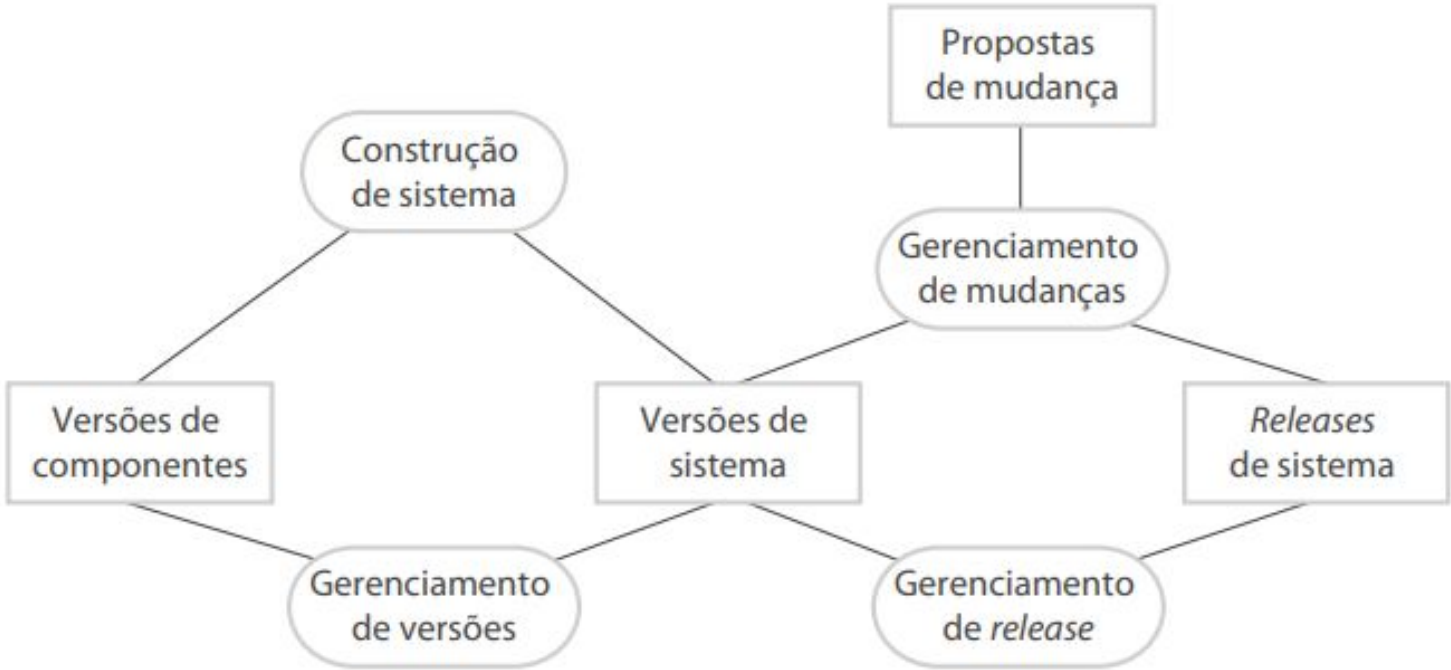 Propostas
de mudança
Construção
de sistema
Gerenciamento
de mudanças
Versões de
componentes
Versões de
sistema
Releases
de sistema
Gerenciamento
de versões
Gerenciamento
de release